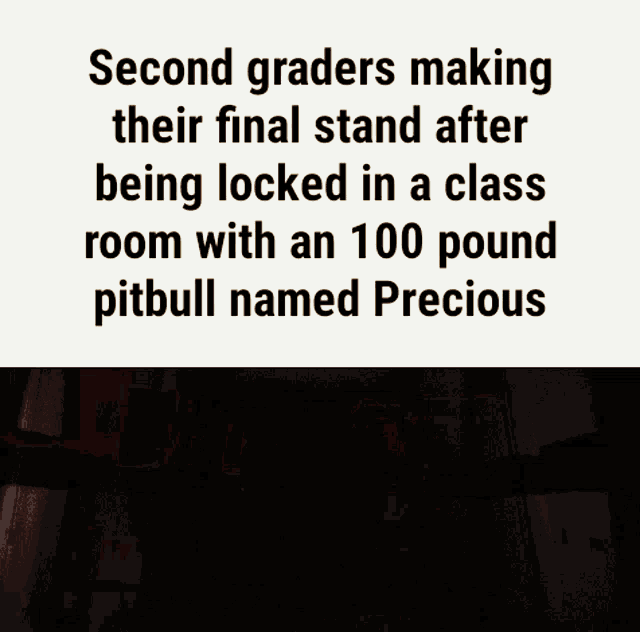 Second graders making
their final stand after
being locked in a class
room with an 100 pound
pitbull named Precious